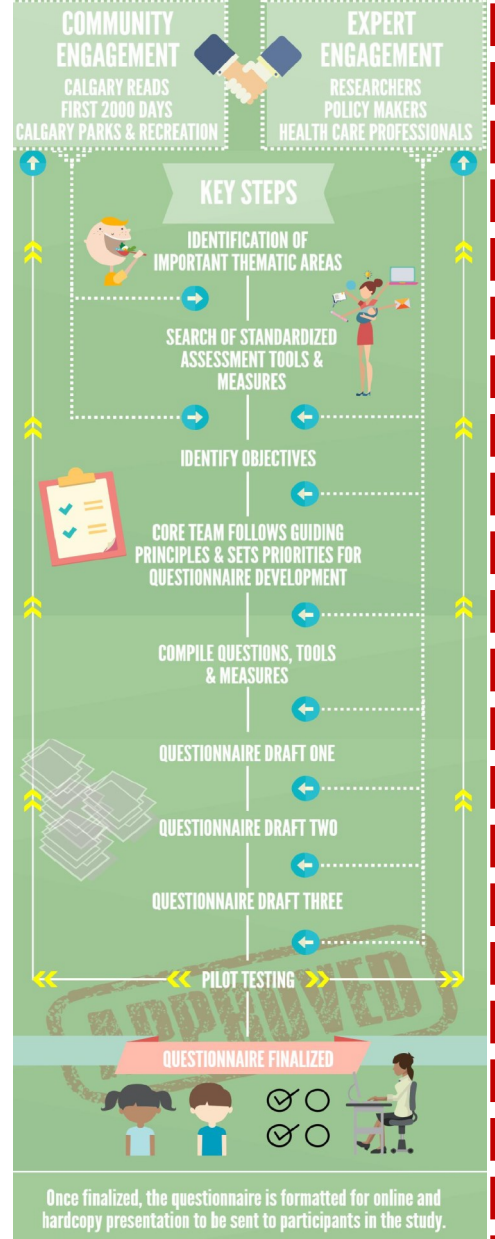 COMMUNITY
ENGAGEMENT
CALGARY READS
FIRST 2000 DAYS
CALGARY PARKS & RECREATION
EXPERT
ENGAGEMENT
RESEARCHERS
POLICY MAKERS
HEALTH CARE PROFESSIONALS
KEY STEPS
IDENTIFICATION OF
IMPORTANT THEMATIC AREAS
SEARCH OF STANDARDIZED
ASSESSMENT TOOLS &
MEASURES
IDENTIFY OBJECTIVES
CORE TEAM FOLLOWS GUIDING
PRINCIPLES & SETS PRIORITIES FOR
QUESTIONNAIRE DEVELOPMENT
COMPILE QUESTIONS, TOOLS
& MEASURES
QUESTIONNAIRE DRAFT ONE
QUESTIONNAIRE DRAFT TWO
QUESTIONNAIRE DRAFT THREE
PILOT TESTING
APPROVED
QUESTIONNAIRE FINALIZED
Once finalized, the questionnaire is formatted for online and
hardcopy presentation to be sent to participants in the study.